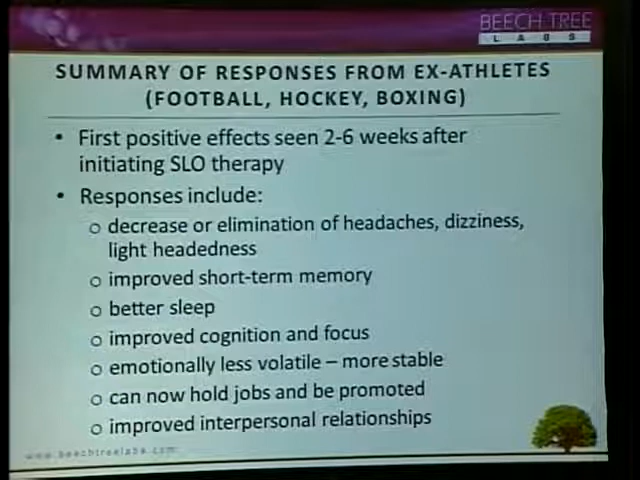 BEECH TREE
LABS
SUMMARY OF RESPONSES FROM EX-ATHLETES
(FOOTBALL, HOCKEY, BOXING)
• First positive effects seen 2-6 weeks after
initiating SLO therapy
• Responses include:
o decrease or elimination of headaches, dizziness,
light headedness
o improved short-term memory
o better sleep
o improved cognition and focus
o emotionally less volatile – more stable
o can now hold jobs and be promoted
o improved interpersonal relationships
www.beechtreelabs.com